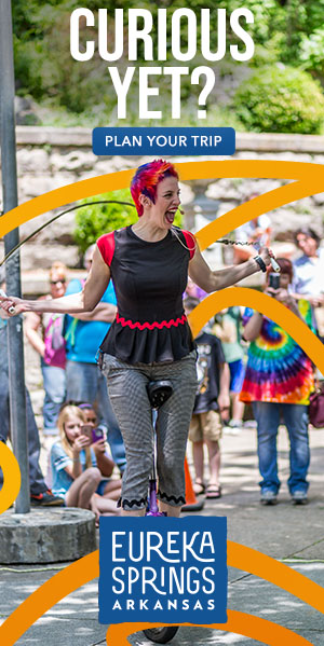 CURIOUS
YET?
PLAN YOUR TRIP
EUREKA
SPRINGS
ARKANSAS